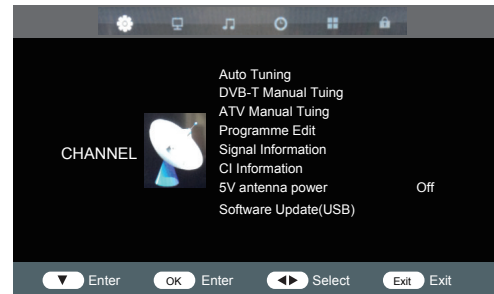 Auto Tuning
DVB-T Manual Tuing
ATV Manual Tuing
Programme Edit
CHANNEL
Signal Information
CI Information
5V antenna power Off
Software Update(USB)
Enter OK Enter Select Exit Exit